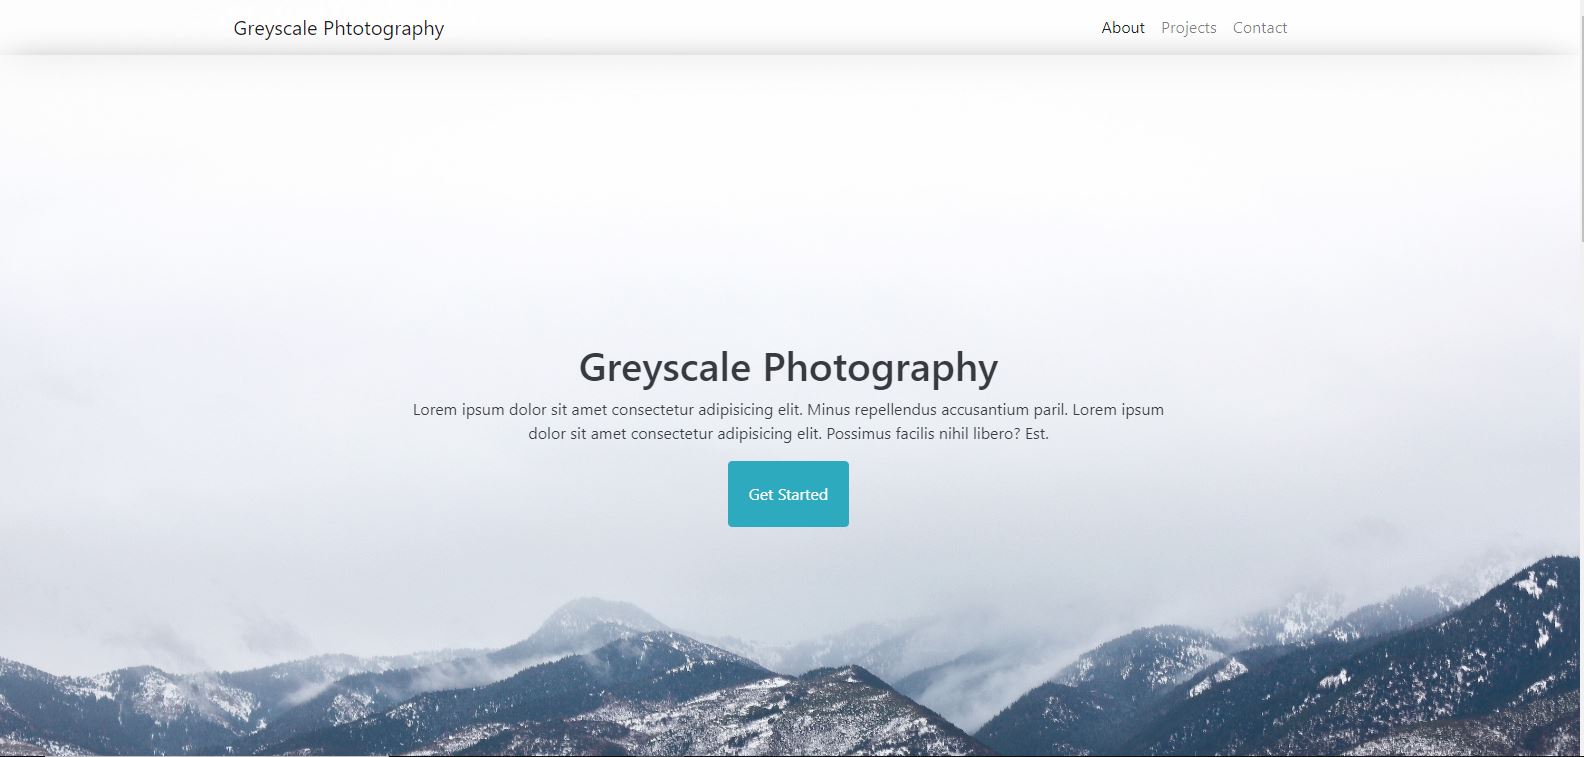 Greyscale Phtotography
About Projects Contact
Greyscale Photography
Lorem ipsum dolor sit amet consectetur adipisicing elit. Minus repellendus accusantium paril. Lorem ipsum
dolor sit amet consectetur adipisicing elit. Possimus facilis nihil libero? Est.
Get Started